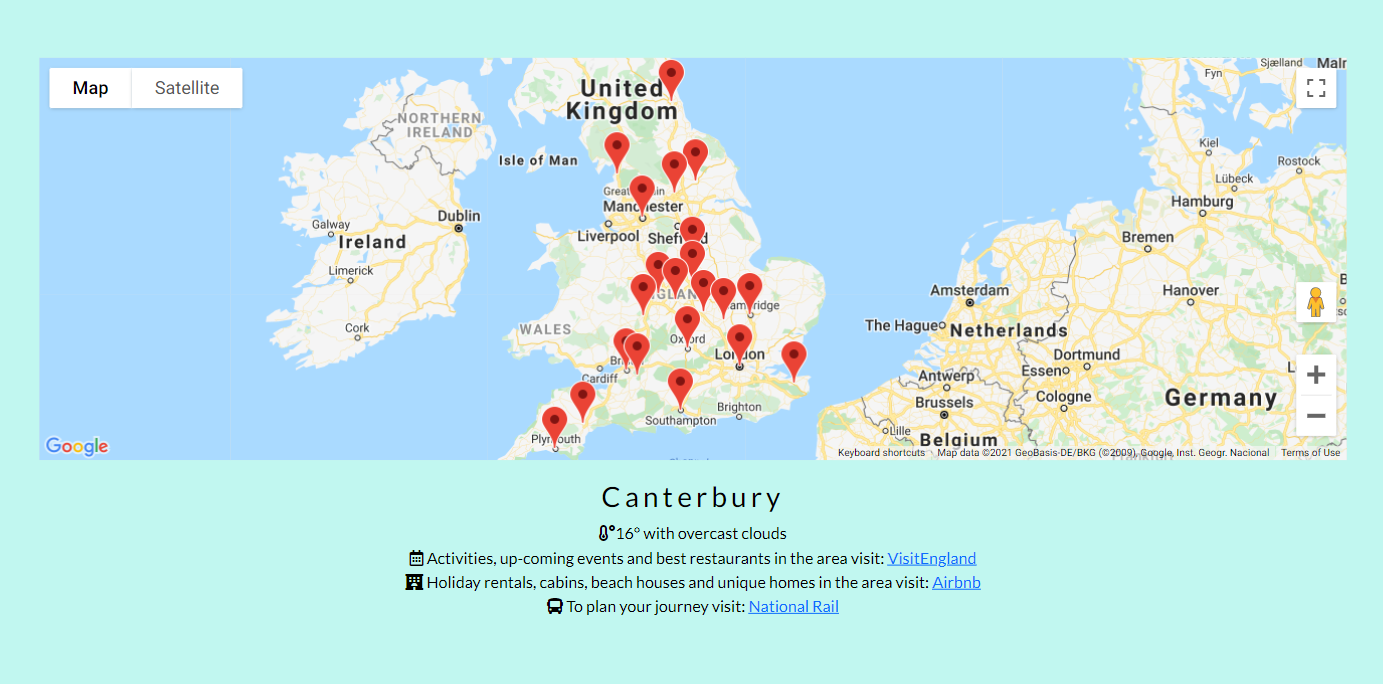 Map Satellite
United
Kingdom
NORTHERN
IRELAND
Isle of Man
Dublin
Galway
Ireland
Limerick
Cork
Manchester
Liverpool
WALES
Oxford
London
Cardiff
Southampton
Brighton
Plymouth
Sjælland
Fyn
Kiel
Rostock
Lübeck
Hamburg
Bremen
Hanover
Amsterdam
The Hague
Netherlands
Dortmund
Essen
Antwerp
Cologne
Brussels
Germany
Lille
Belgium
Google
Keyboard shortcuts Map data ©2021 GeoBasis-DE/BKG (©2009), Google, Inst. Geogr. Nacional Terms of Use
Canterbury
16° with overcast clouds
Activities, up-coming events and best restaurants in the area visit: VisitEngland
Holiday rentals, cabins, beach houses and unique homes in the area visit: Airbnb
To plan your journey visit: National Rail